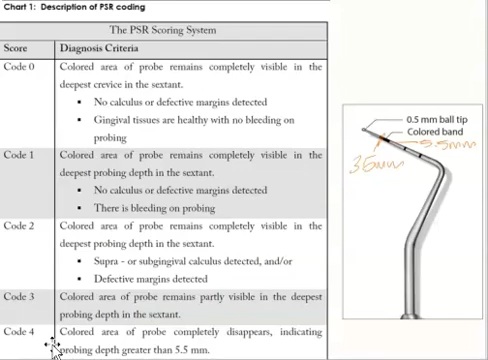 Chart 1: Description of PSR coding
The PSR Scoring System
Score Diagnosis Criteria
Code 0 Colored area of probe remains completely visible in the
deepest crevice in the sextant.
▪ No calculus or defective margins detected
▪ Gingival tissues are healthy with no bleeding on
probing
Code 1 Colored area of probe remains completely visible in the
deepest probing depth in the sextant.
▪ No calculus or defective margins detected
▪ There is bleeding on probing
Code 2 Colored area of probe remains completely visible in the
deepest probing depth in the sextant.
▪ Supra - or subgingival calculus detected, and/or
▪ Defective margins detected
Code 3 Colored area of probe remains partly visible in the deepest
probing depth in the sextant.
Code 4 Colored area of probe completely disappears, indicating
probing depth greater than 5.5 mm.
0.5 mm ball tip
Colored band
5.5mm
35mm